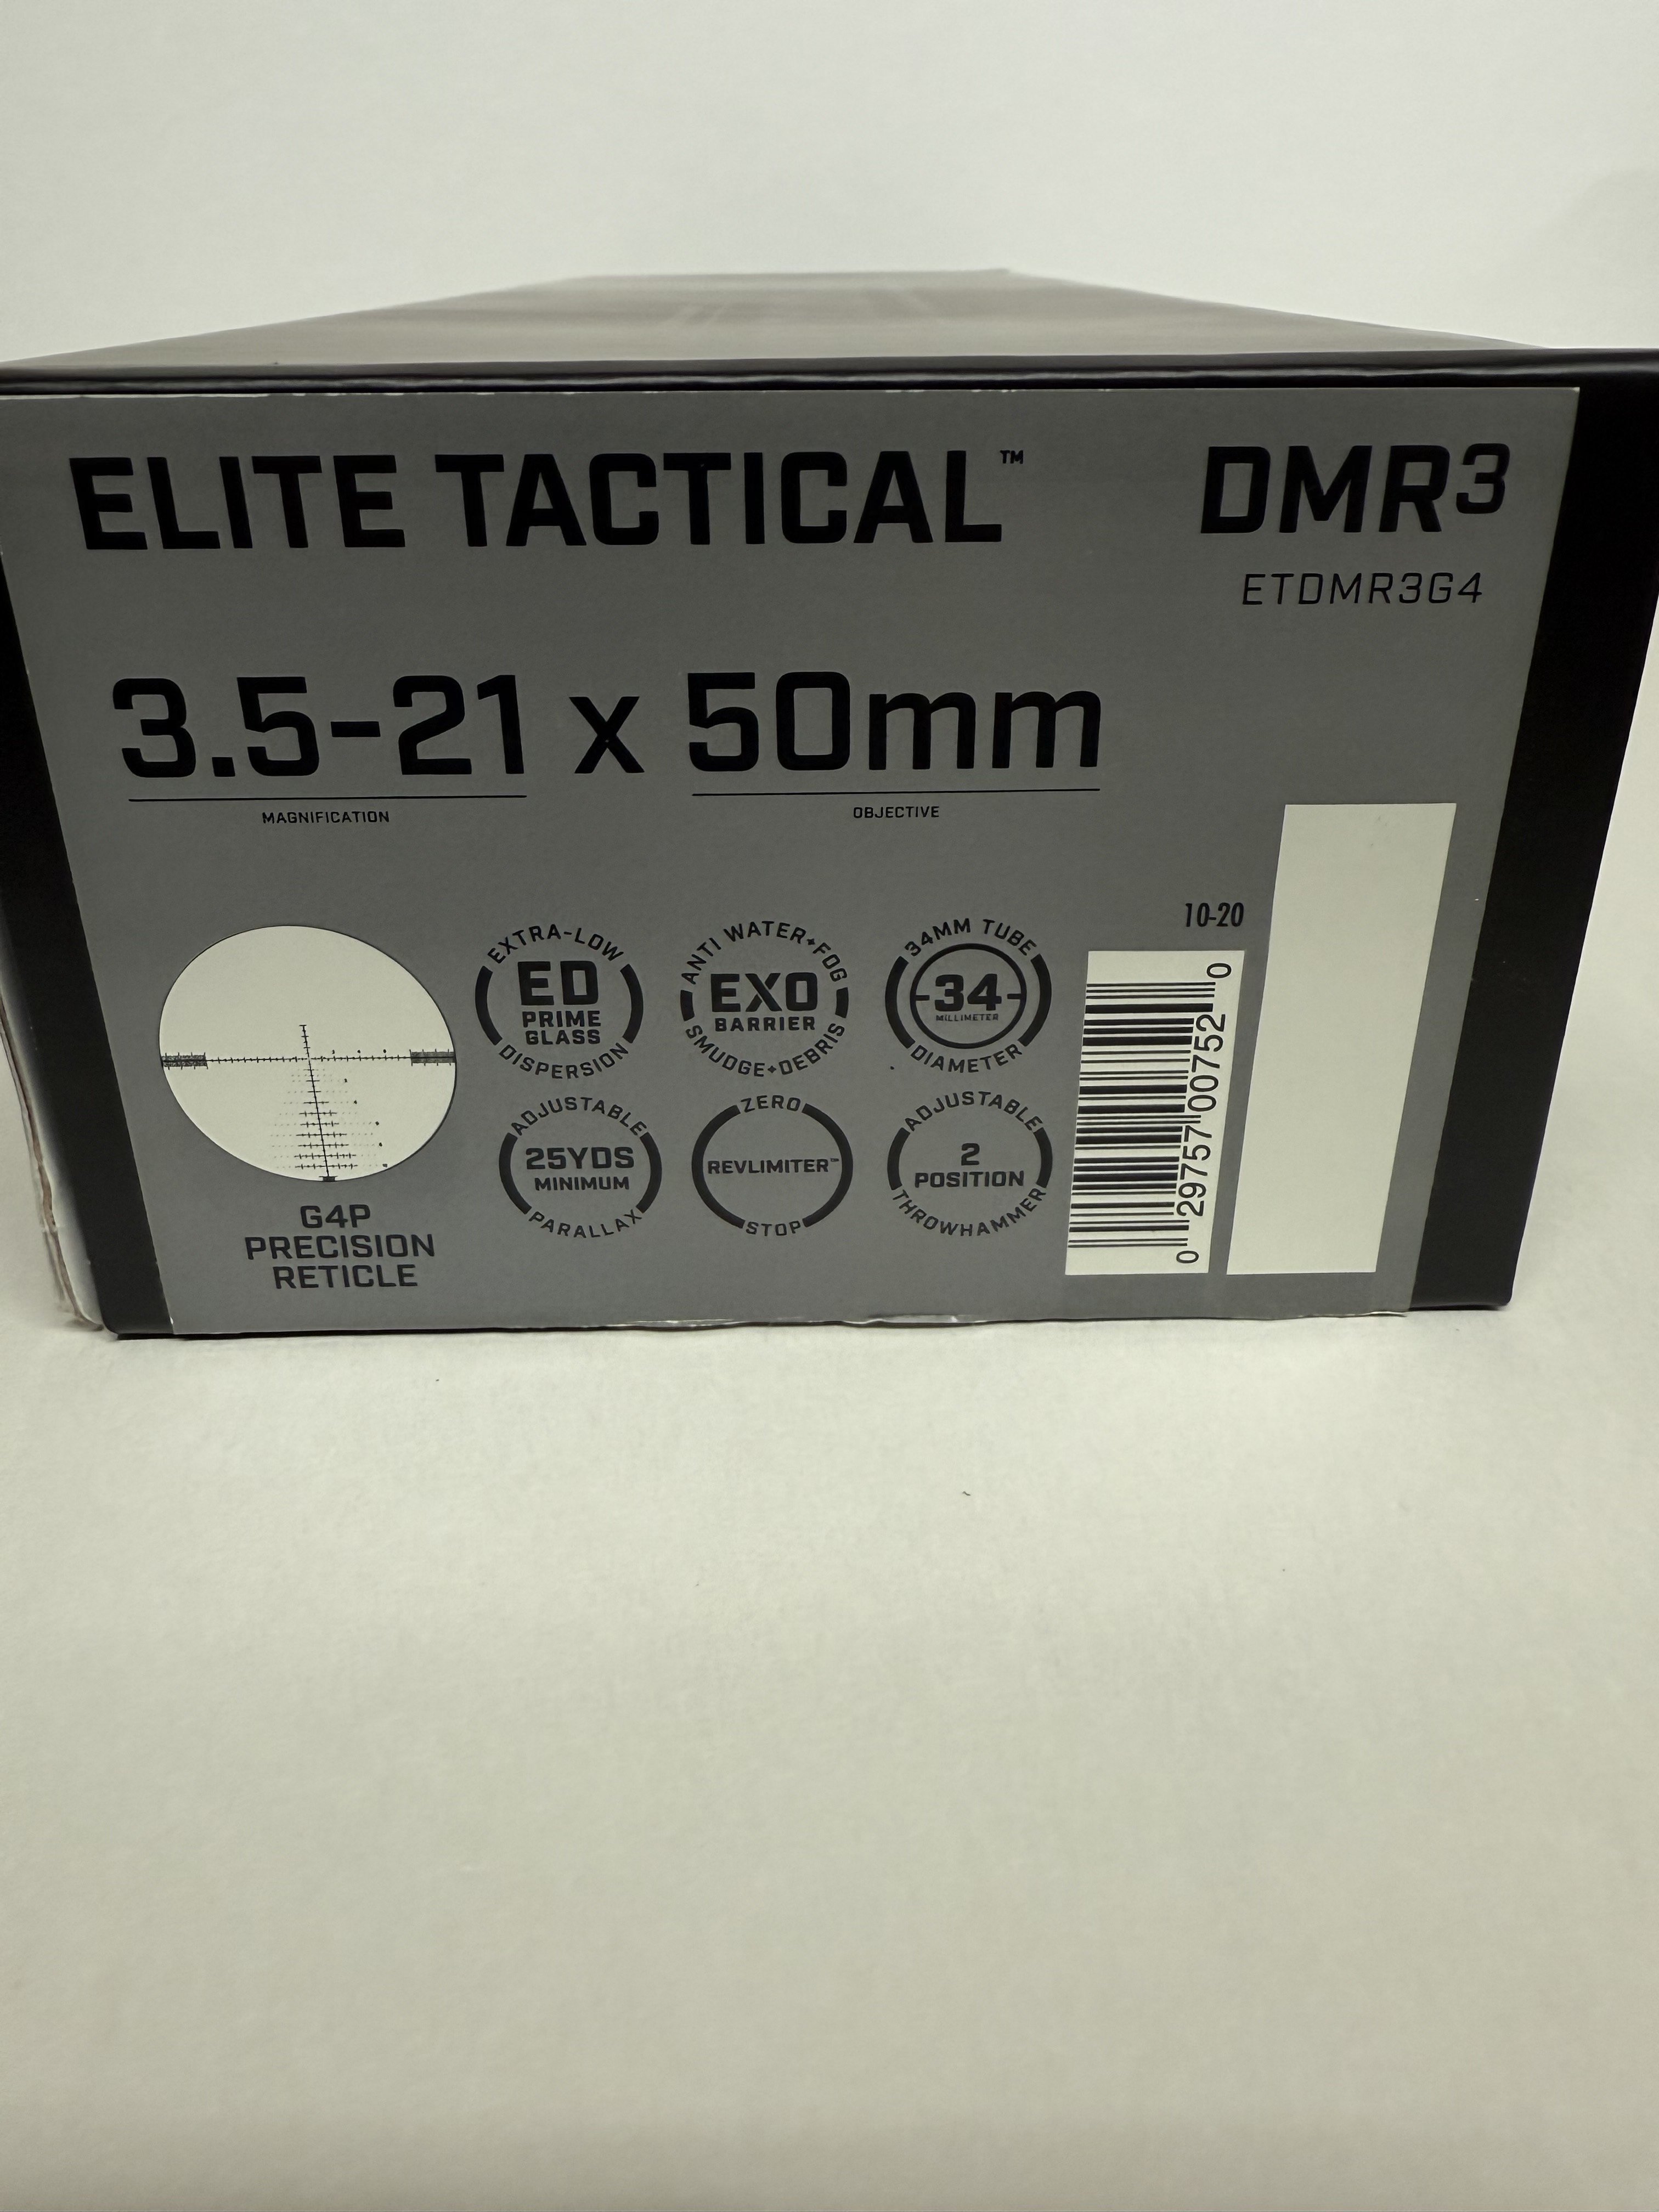 ELITE TACTICAL™
DMR3
ETDMR3G4
3.5-21 x 50mm
MAGNIFICATION
OBJECTIVE
G4P
PRECISION
RETICLE
EXTRA-LOW
ED
PRIME
GLASS
DISPERSION
ANTI WATER+FOG
EXO
BARRIER
SMUDGE+DEBRIS
34MM TUBE
34
MILLIMETER
DIAMETER
ADJUSTABLE
25YDS
MINIMUM
PARALLAX
ZERO
REVLIMITER™
STOP
ADJUSTABLE
2
POSITION
THROWHAMMER
10-20
0 29757 00752 0